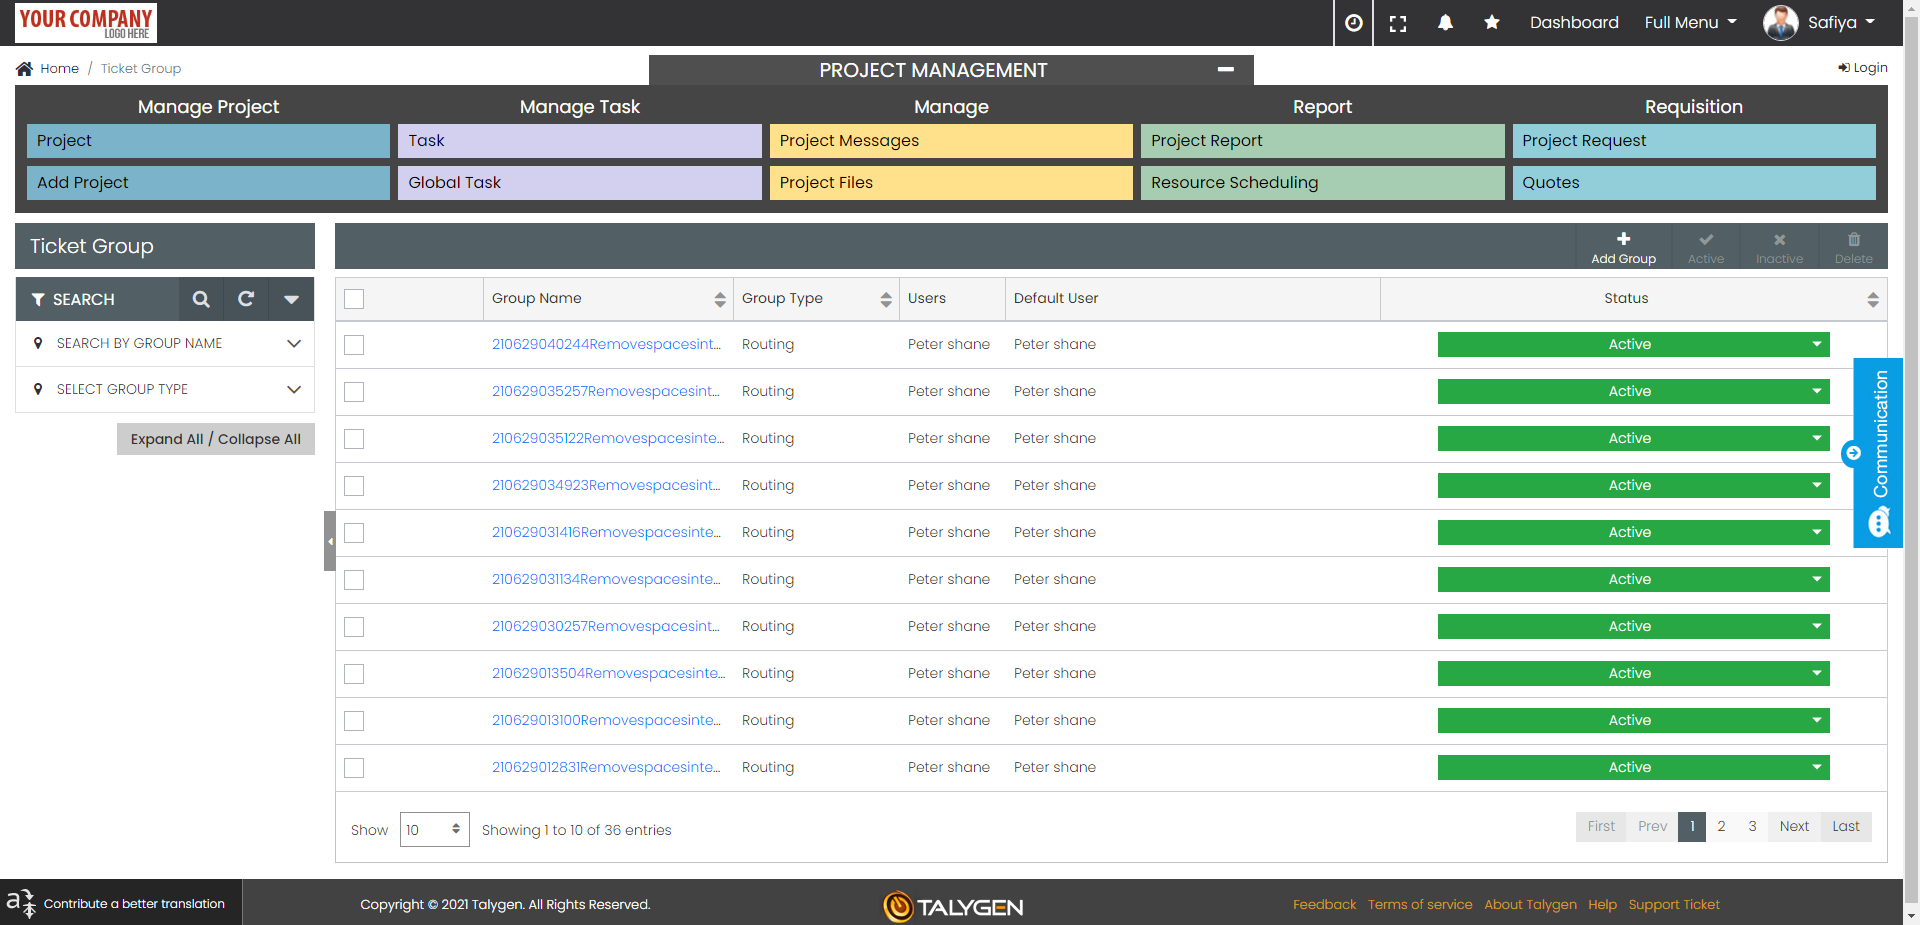 YOUR COMPANY
LOGO HERE
Dashboard
Full Menu
Safiya
Home / Ticket Group
PROJECT MANAGEMENT
Login
Manage Project
Manage Task
Manage
Report
Requisition
Project
Task
Project Messages
Project Report
Project Request
Add Project
Global Task
Project Files
Resource Scheduling
Quotes
Ticket Group
Add Group
Active
Inactive
Delete
SEARCH
SEARCH BY GROUP NAME
SELECT GROUP TYPE
Expand All / Collapse All
Group Name Group Type Users Default User Status
210629040244Removespacesint... Routing Peter shane Peter shane Active
210629035257Removespacesint... Routing Peter shane Peter shane Active
210629035122Removespacesinte... Routing Peter shane Peter shane Active
210629034923Removespacesint... Routing Peter shane Peter shane Active
210629031416Removespacesinte... Routing Peter shane Peter shane Active
210629031134Removespacesinte... Routing Peter shane Peter shane Active
210629030257Removespacesint... Routing Peter shane Peter shane Active
210629013504Removespacesinte... Routing Peter shane Peter shane Active
210629013100Removespacesinte... Routing Peter shane Peter shane Active
210629012831Removespacesinte... Routing Peter shane Peter shane Active
Communication
Show 10 Showing 1 to 10 of 36 entries
First Prev 1 2 3 Next Last
Contribute a better translation
Copyright © 2021 Talygen. All Rights Reserved.
TALYGEN
Feedback Terms of service About Talygen Help Support Ticket